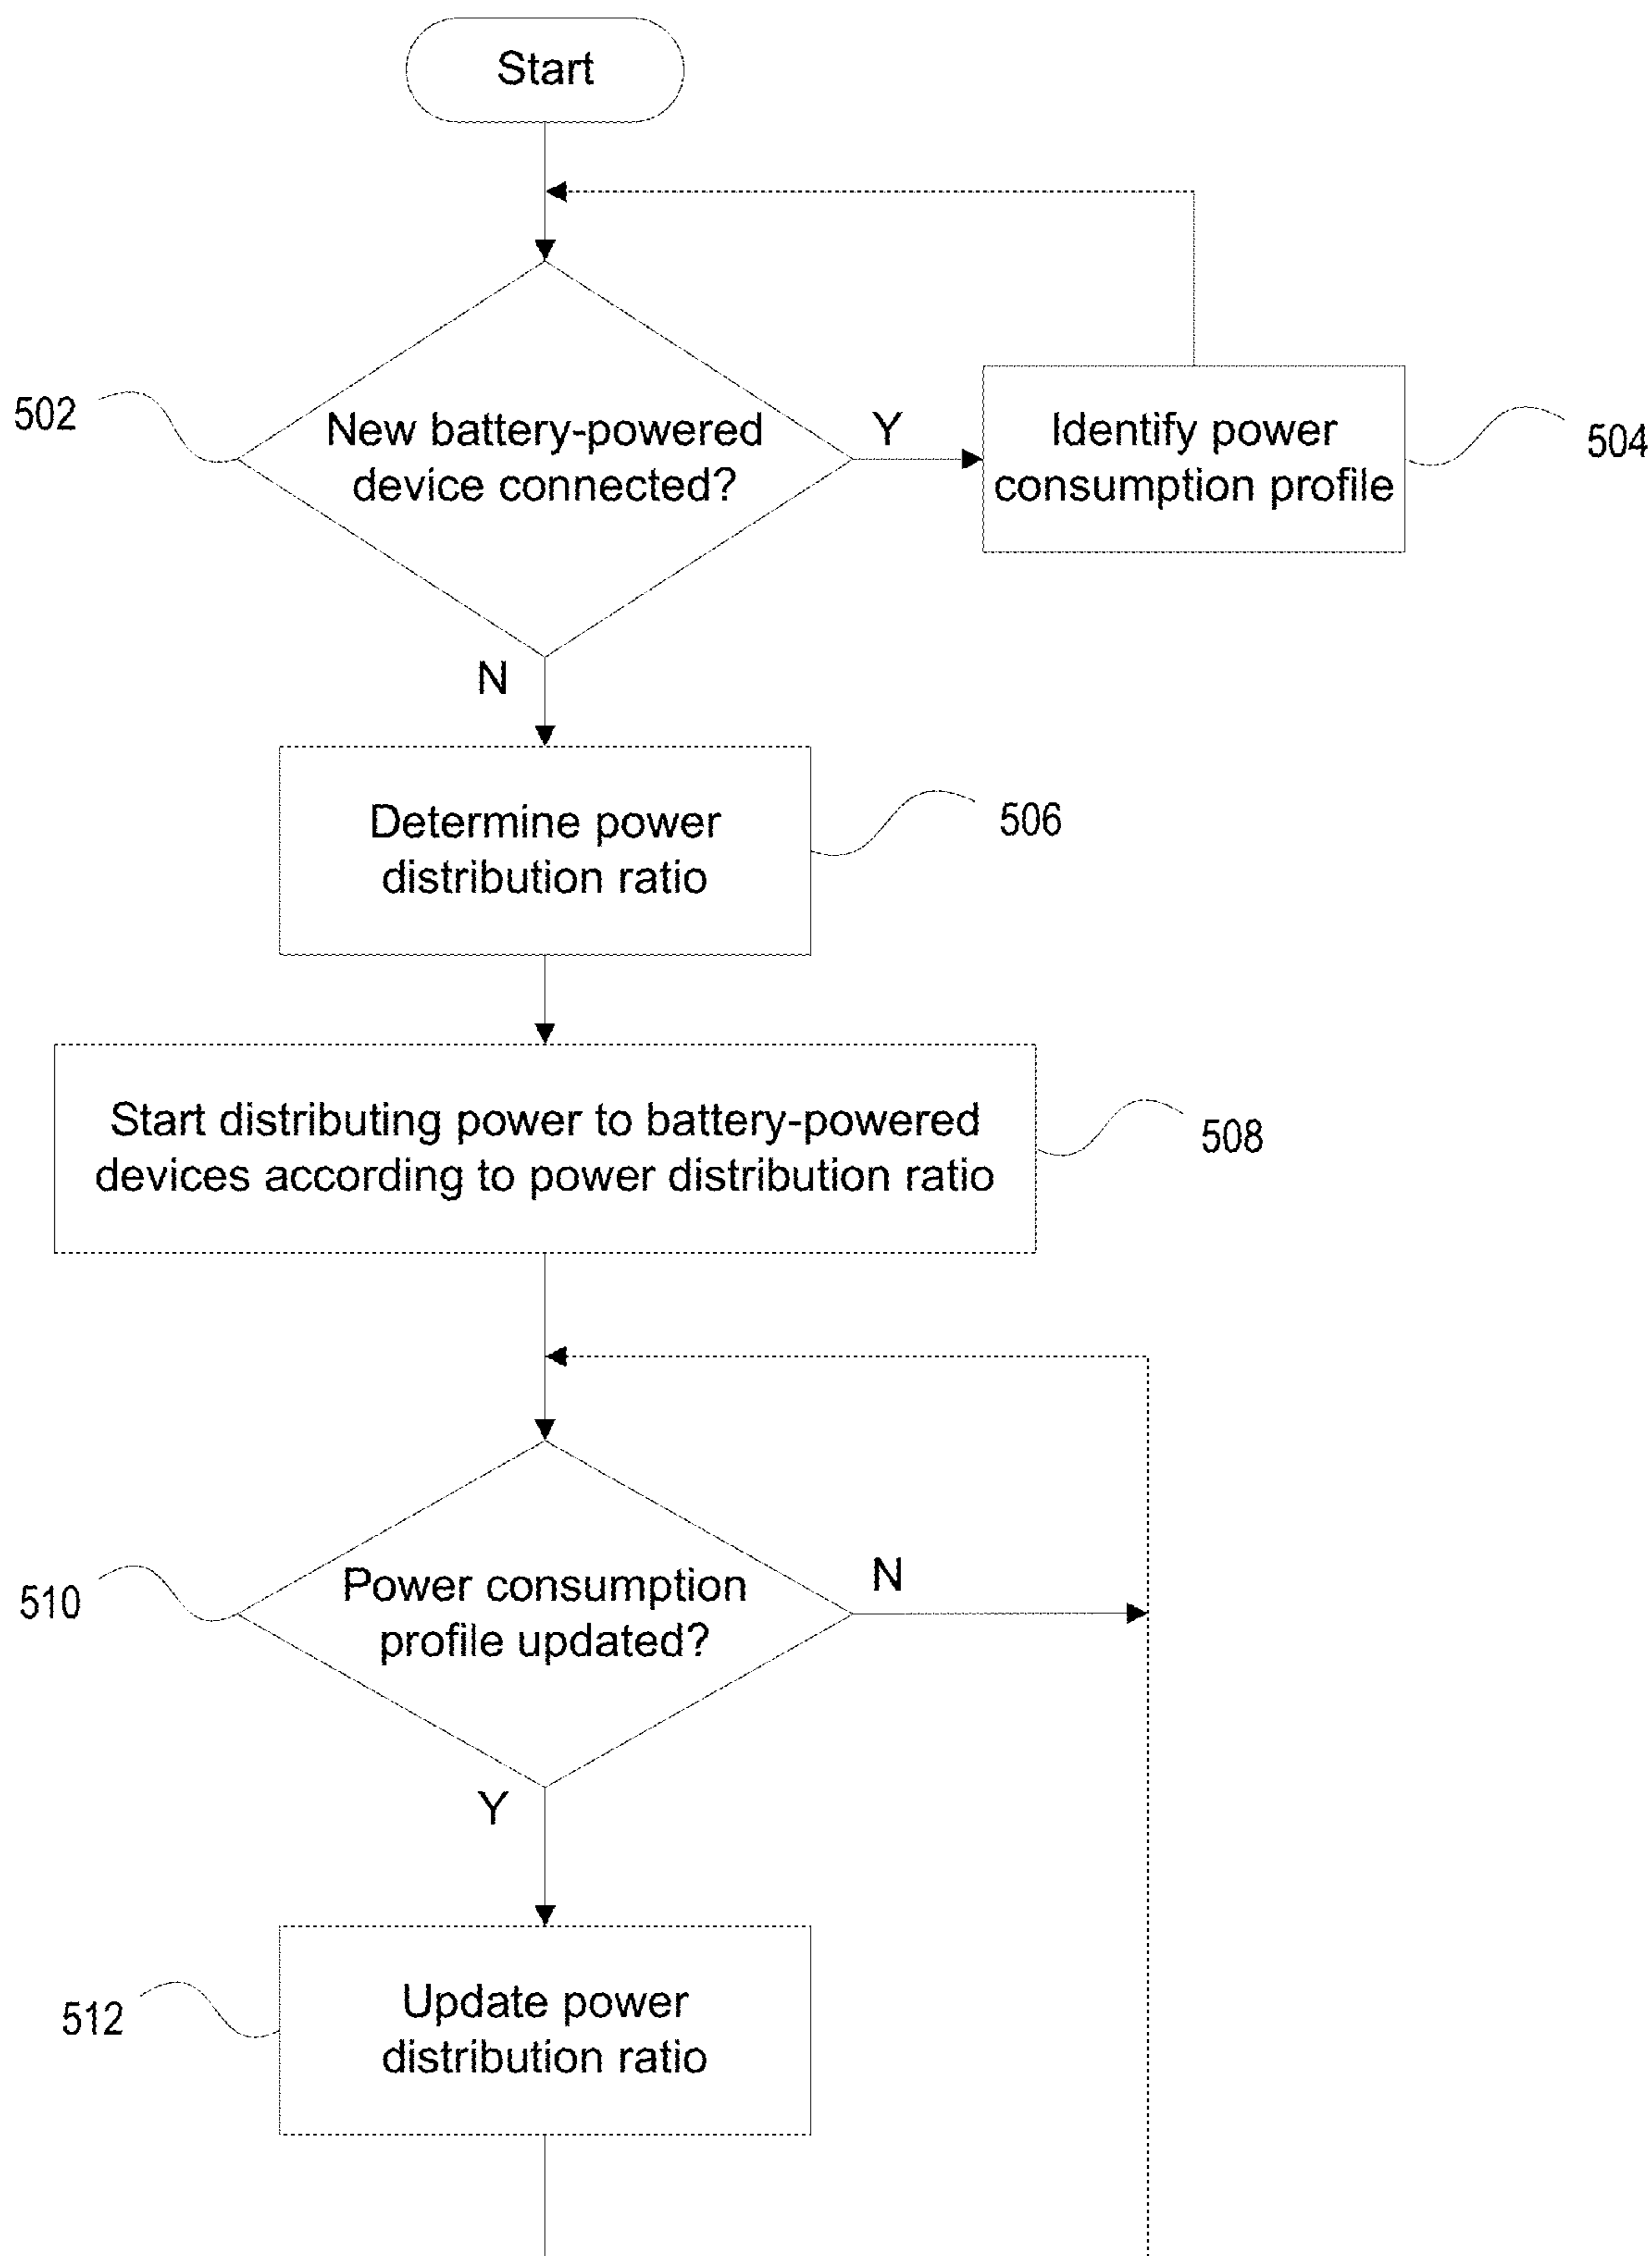 Start
502
New battery-powered
device connected?
Y
Identify power
consumption profile
504
N
Determine power
distribution ratio
506
Start distributing power to battery-powered
devices according to power distribution ratio
508
510
Power consumption
profile updated?
N
Y
512
Update power
distribution ratio